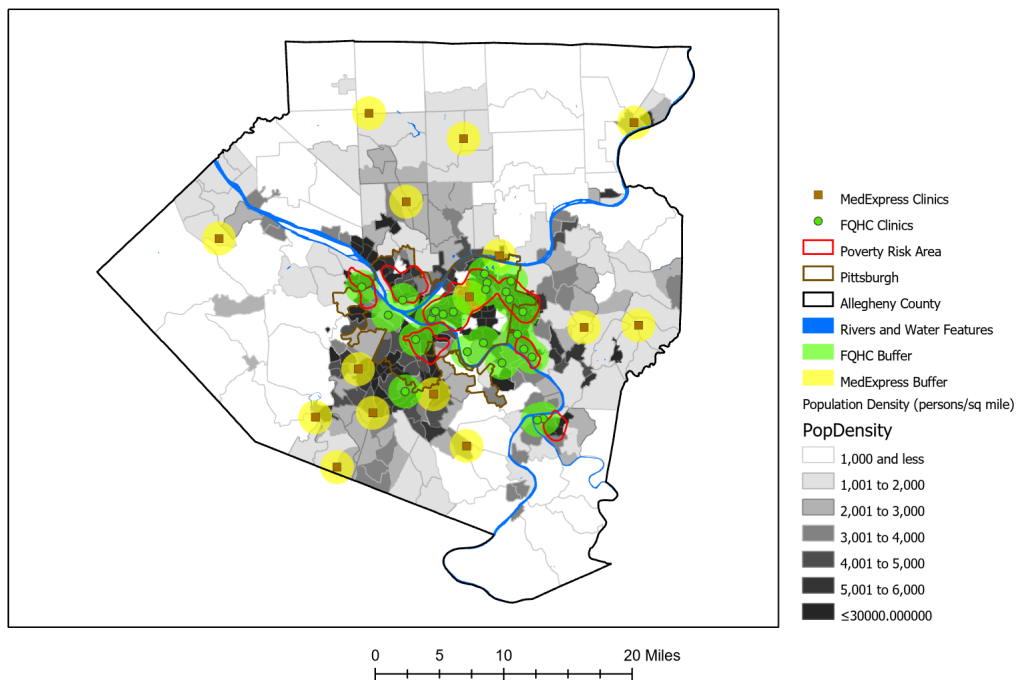 MedExpress Clinics
FQHC Clinics
Poverty Risk Area
Pittsburgh
Allegheny County
Rivers and Water Features
FQHC Buffer
MedExpress Buffer
Population Density (persons/sq mile)
PopDensity
1,000 and less
1,001 to 2,000
2,001 to 3,000
3,001 to 4,000
4,001 to 5,000
5,001 to 6,000
≤30000.000000
0 5 10 20 Miles